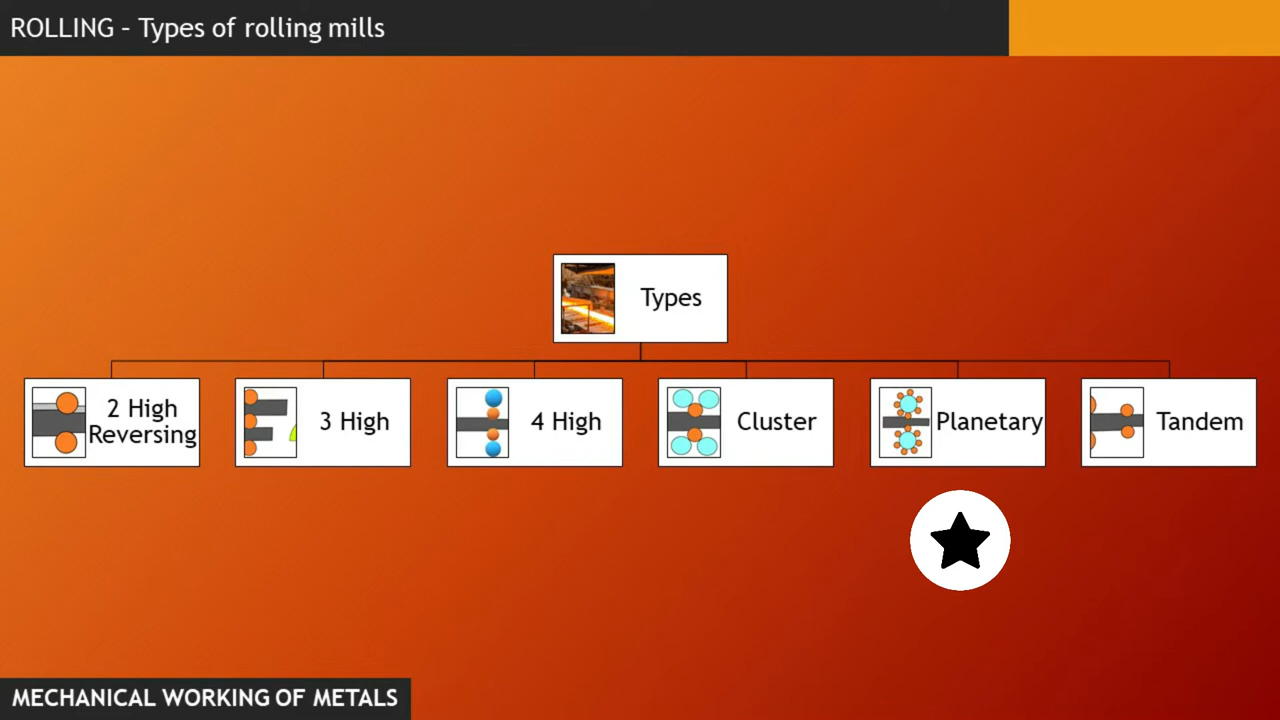 ROLLING – Types of rolling mills
Types
2 High
Reversing
3 High
4 High
Cluster
Planetary
Tandem
MECHANICAL WORKING OF METALS